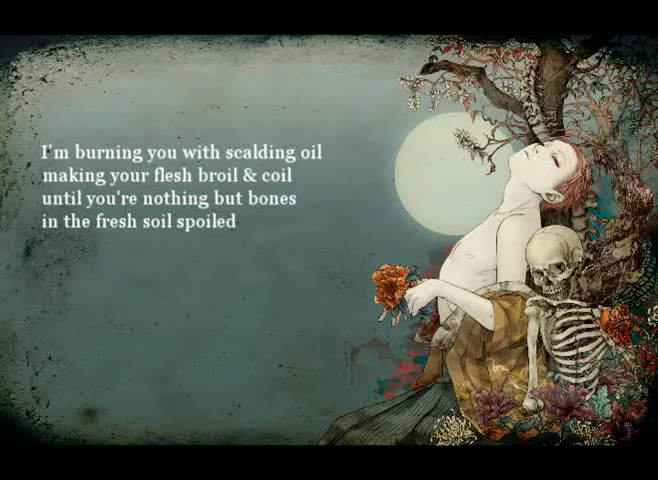 I'm burning you with scalding oil
making your flesh broil & coil
until you're nothing but bones
in the fresh soil spoiled